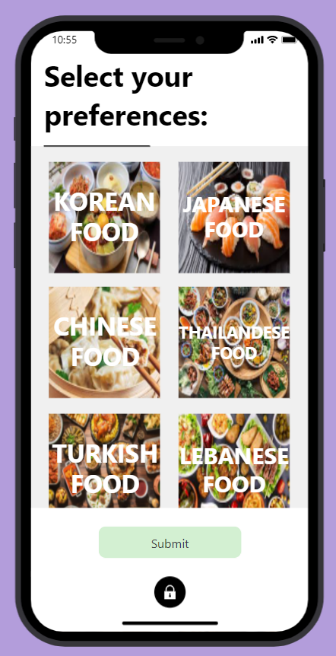 10:55
Select your
preferences:
KOREAN
FOOD
JAPANESE
FOOD
CHINESE
FOOD
THAILANDESE
FOOD
TURKISH
FOOD
LEBANESE
FOOD
Submit